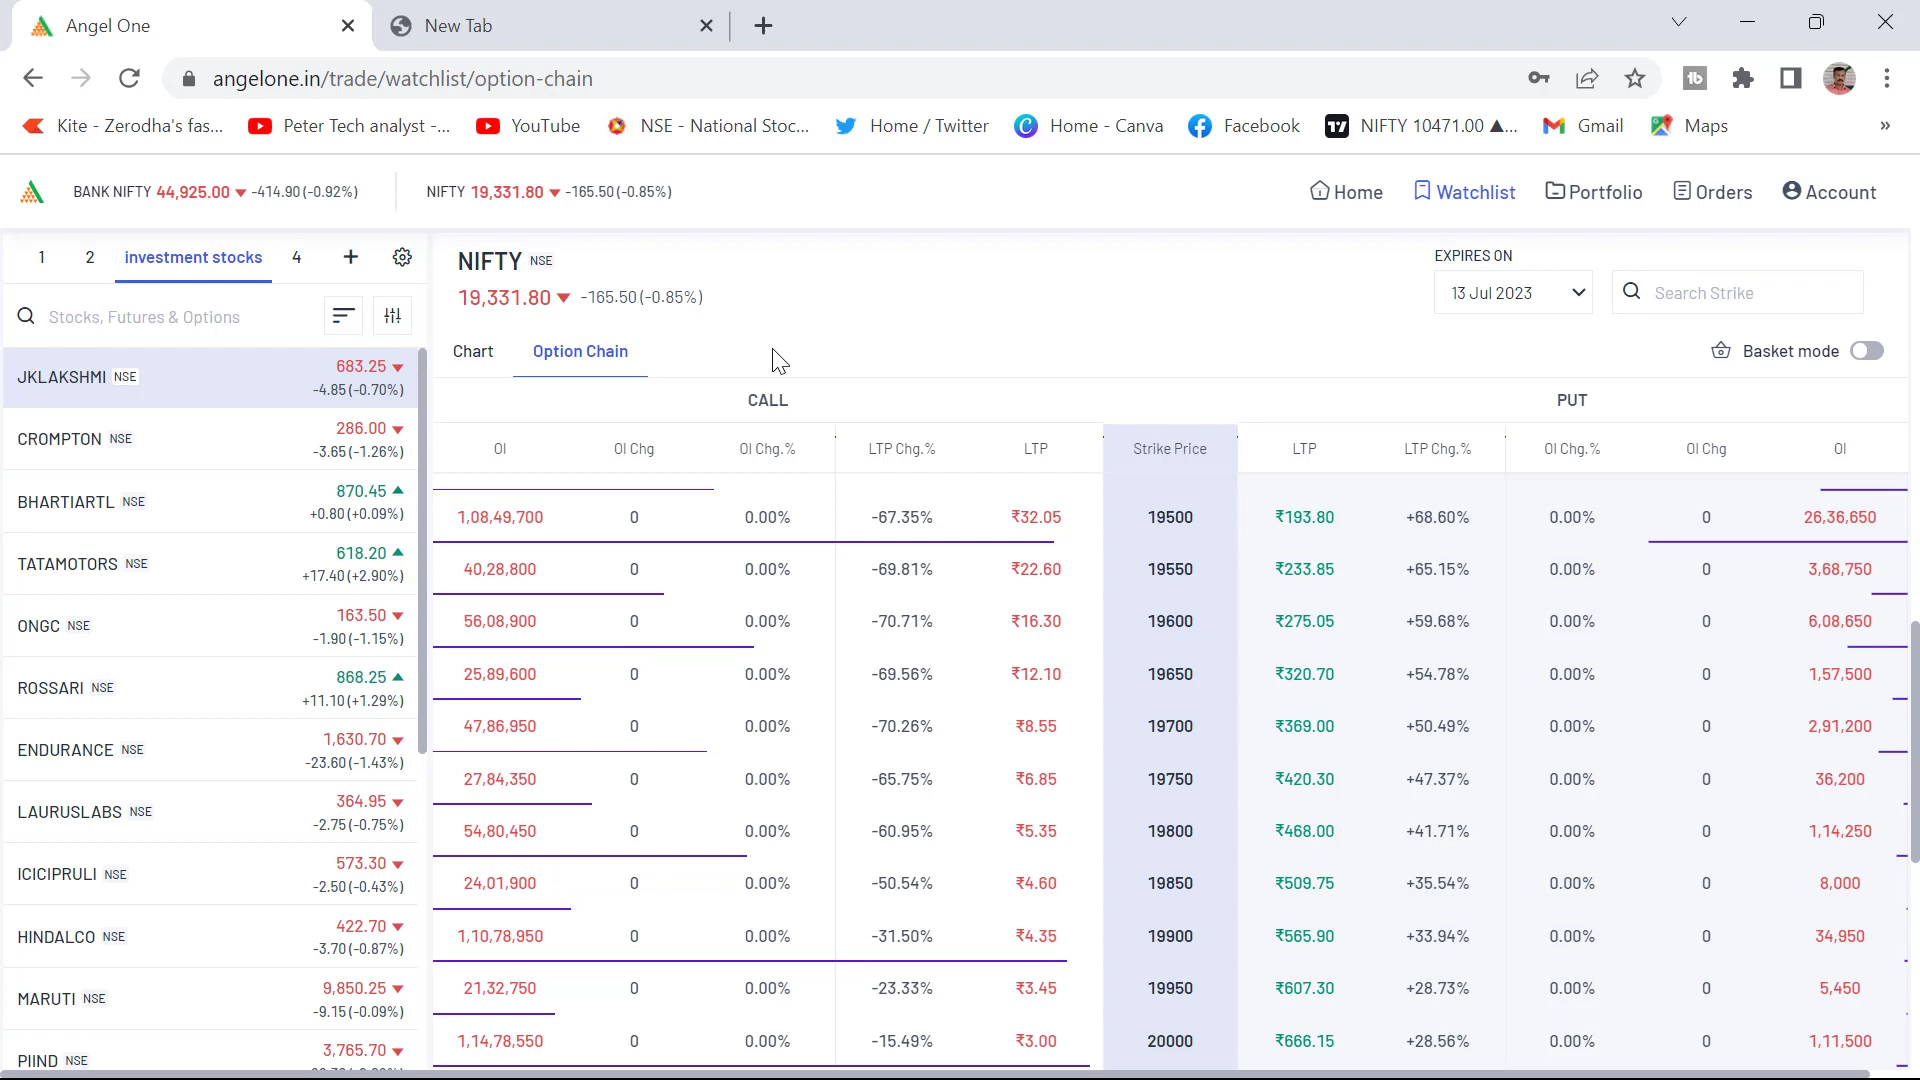 Angel One
New Tab
angelone.in/trade/watchlist/option-chain
Kite - Zerodha's fas...
Peter Tech analyst -...
YouTube
NSE - National Stoc...
Home / Twitter
Home - Canva
Facebook
NIFTY 10471.00 ▲...
Gmail
Maps
»
BANK NIFTY 44,925.00 ▼ -414.90 (-0.92%)
NIFTY 19,331.80 ▼ -165.50 (-0.85%)
Home
Watchlist
Portfolio
Orders
Account
1 2 investment stocks 4 +
Stocks, Futures & Options
JKLAKSHMI NSE 683.25 ▼
-4.85 (-0.70%)
CROMPTON NSE 286.00 ▼
-3.65 (-1.26%)
BHARTIARTL NSE 870.45 ▲
+0.80 (+0.09%)
TATAMOTORS NSE 618.20 ▲
+17.40 (+2.90%)
ONGC NSE 163.50 ▼
-1.90 (-1.15%)
ROSSARI NSE 868.25 ▲
+11.10 (+1.29%)
ENDURANCE NSE 1,630.70 ▼
-23.60 (-1.43%)
LAURUSLABS NSE 364.95 ▼
-2.75 (-0.75%)
ICICIPRULI NSE 573.30 ▼
-2.50 (-0.43%)
HINDALCO NSE 422.70 ▼
-3.70 (-0.87%)
MARUTI NSE 9,850.25 ▼
-9.15 (-0.09%)
PIIND NSE 3,765.70 ▼
NIFTY NSE
19,331.80 ▼ -165.50 (-0.85%)
EXPIRES ON
13 Jul 2023
Search Strike
Chart
Option Chain
Basket mode
CALL PUT
OI OI Chg OI Chg.% LTP Chg.% LTP Strike Price LTP LTP Chg.% OI Chg.% OI Chg OI
1,08,49,700 0 0.00% -67.35% ₹32.05 19500 ₹193.80 +68.60% 0.00% 0 26,36,650
40,28,800 0 0.00% -69.81% ₹22.60 19550 ₹233.85 +65.15% 0.00% 0 3,68,750
56,08,900 0 0.00% -70.71% ₹16.30 19600 ₹275.05 +59.68% 0.00% 0 6,08,650
25,89,600 0 0.00% -69.56% ₹12.10 19650 ₹320.70 +54.78% 0.00% 0 1,57,500
47,86,950 0 0.00% -70.26% ₹8.55 19700 ₹369.00 +50.49% 0.00% 0 2,91,200
27,84,350 0 0.00% -65.75% ₹6.85 19750 ₹420.30 +47.37% 0.00% 0 36,200
54,80,450 0 0.00% -60.95% ₹5.35 19800 ₹468.00 +41.71% 0.00% 0 1,14,250
24,01,900 0 0.00% -50.54% ₹4.60 19850 ₹509.75 +35.54% 0.00% 0 8,000
1,10,78,950 0 0.00% -31.50% ₹4.35 19900 ₹565.90 +33.94% 0.00% 0 34,950
21,32,750 0 0.00% -23.33% ₹3.45 19950 ₹607.30 +28.73% 0.00% 0 5,450
1,14,78,550 0 0.00% -15.49% ₹3.00 20000 ₹666.15 +28.56% 0.00% 0 1,11,500